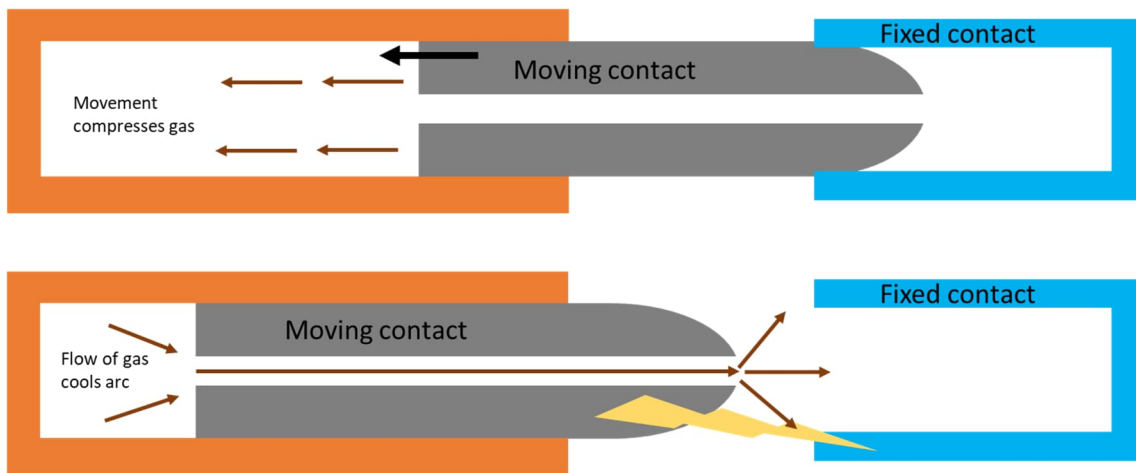 Fixed contact
Moving contact
Movement
compresses gas
Fixed contact
Moving contact
Flow of gas
cools arc